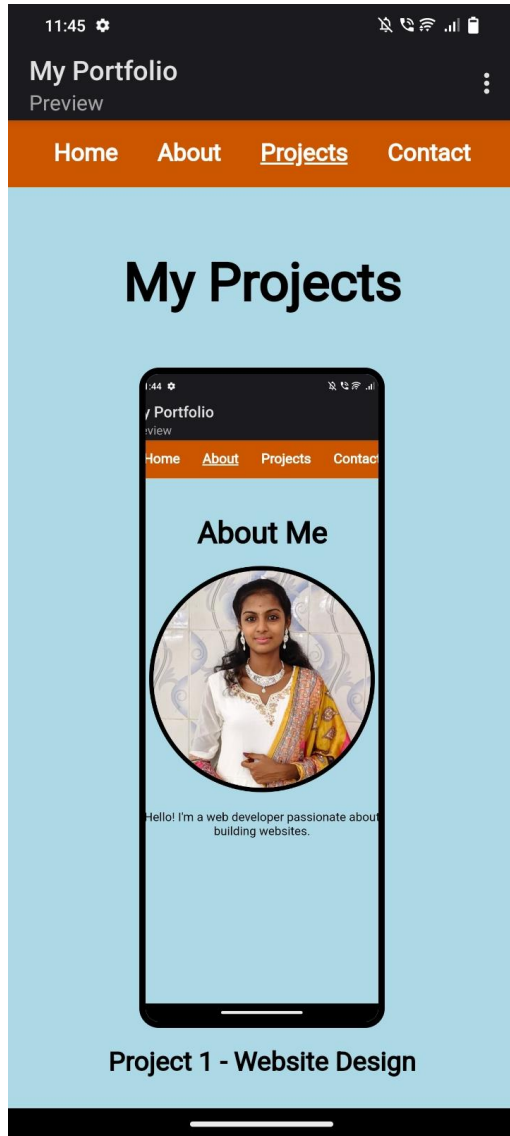 11:45
My Portfolio
Preview
Home About Projects Contact
My Projects
:44
y Portfolio
eview
Home About Projects Contact
About Me
Hello! I'm a web developer passionate about
building websites.
Project 1 - Website Design